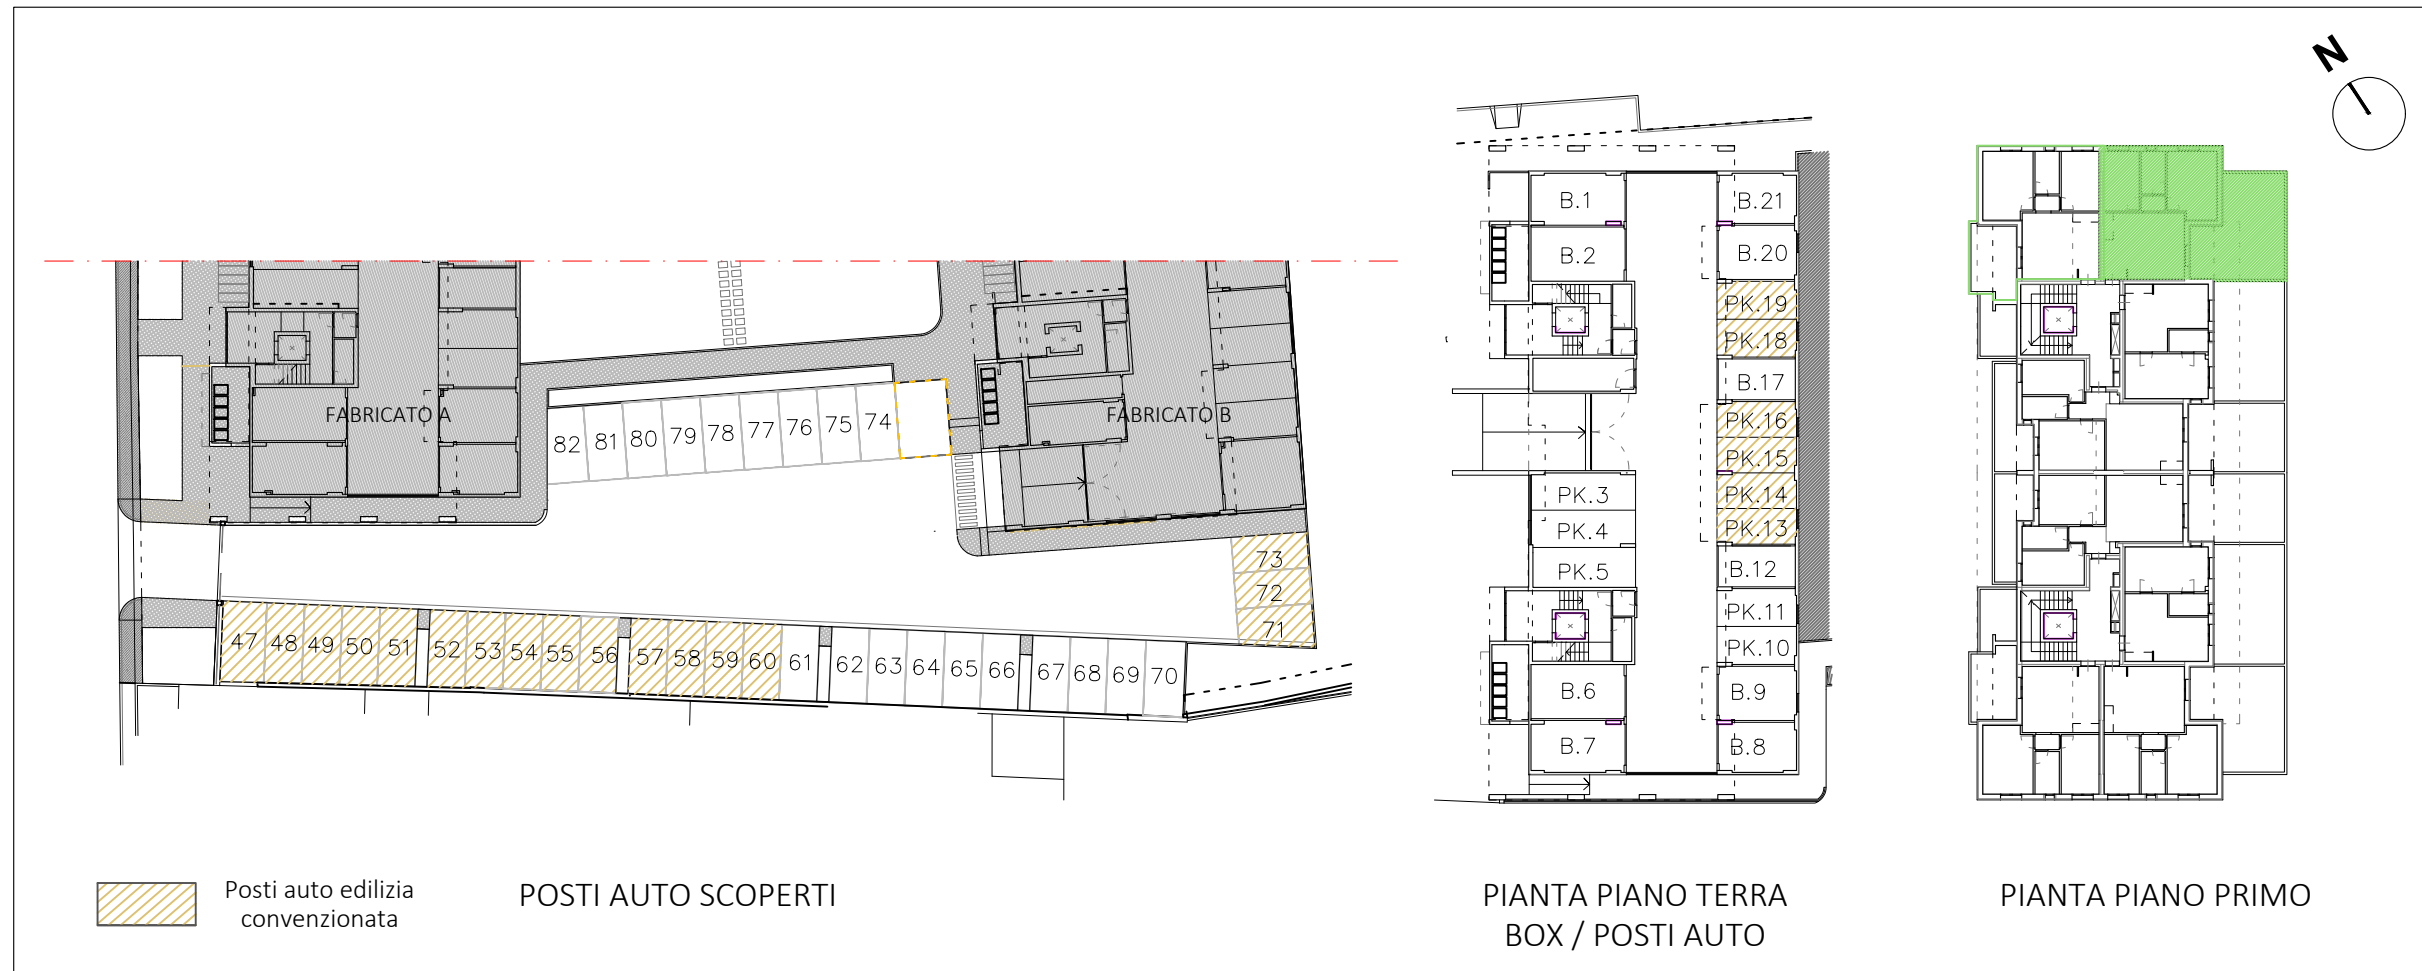 N
FABRICATO A
FABRICATO B
82 81 80 79 78 77 76 75 74
73
72
71
47 48 49 50 51 52 53 54 55 56 57 58 59 60 61 62 63 64 65 66 67 68 69 70
Posti auto edilizia
convenzionata
POSTI AUTO SCOPERTI
B.1 B.21
B.2 B.20
PK.19
PK.18
B.17
PK.16
PK.15
PK.3 PK.14
PK.4 PK.13
PK.5 B.12
PK.11
PK.10
B.6 B.9
B.7 B.8
PIANTA PIANO TERRA
BOX / POSTI AUTO
PIANTA PIANO PRIMO